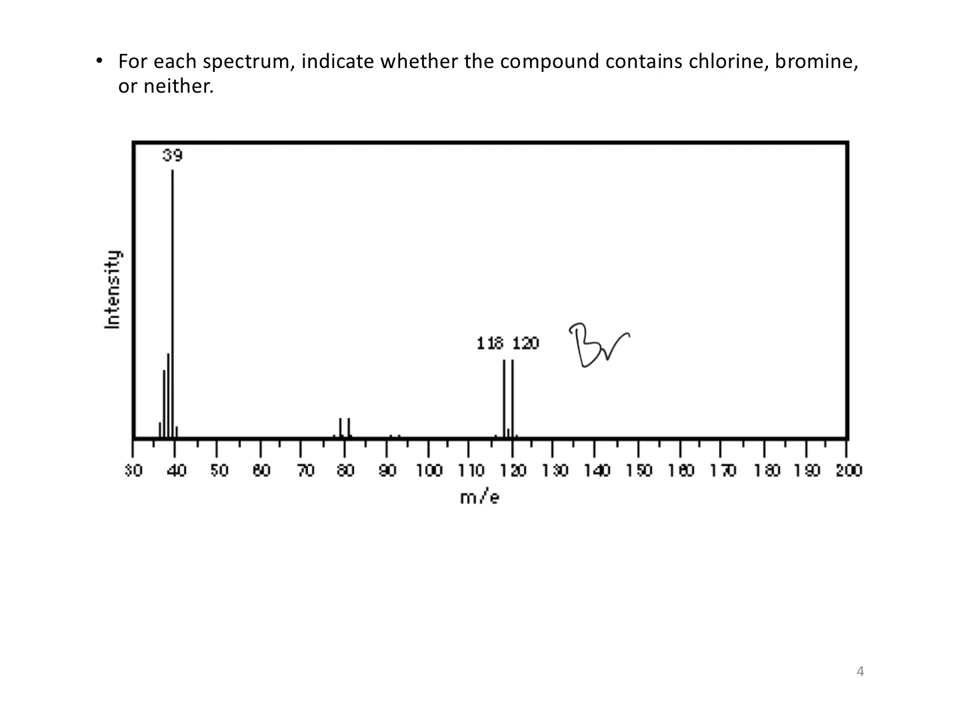 • For each spectrum, indicate whether the compound contains chlorine, bromine,
or neither.
39
Intensity
118 120 Br
30 40 50 60 70 80 90 100 110 120 130 140 150 160 170 180 190 200
m/e
4